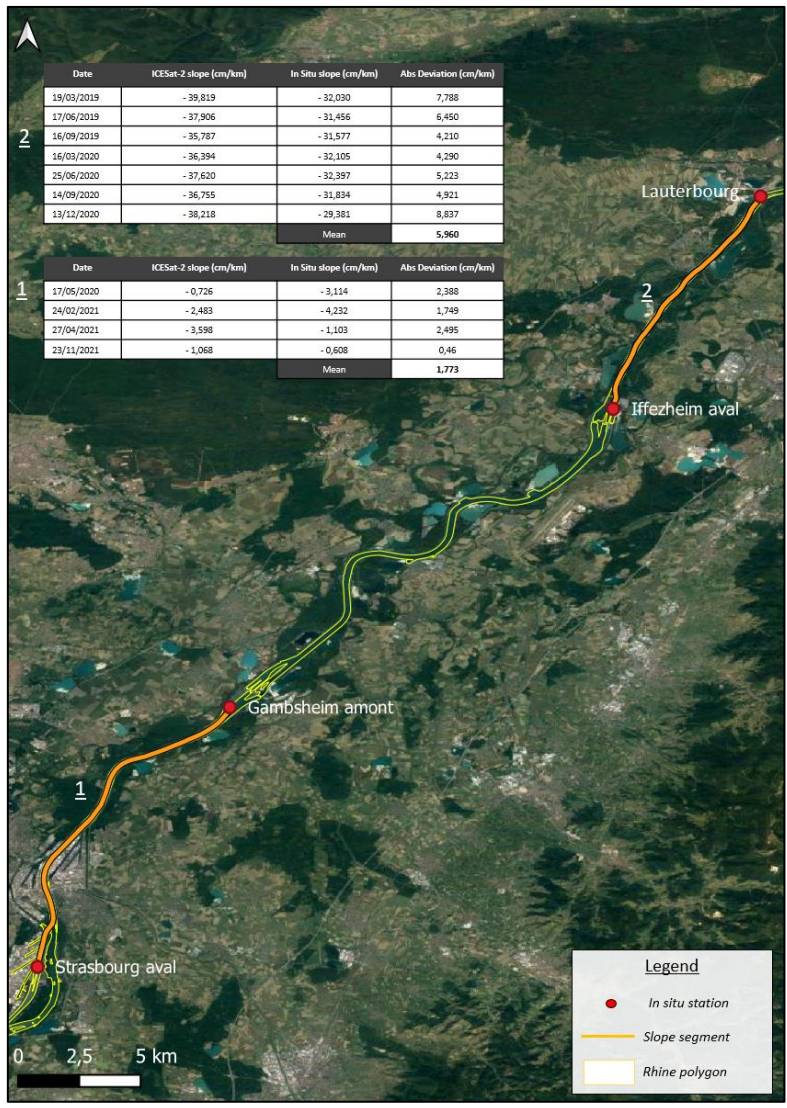 Date ICESat-2 slope (cm/km) In Situ slope (cm/km) Abs Deviation (cm/km)
19/03/2019 - 39,819 - 32,030 7,788
17/06/2019 - 37,906 - 31,456 6,450
2
16/09/2019 - 35,787 - 31,577 4,210
16/03/2020 - 36,394 - 32,105 4,290
25/06/2020 - 37,620 - 32,397 5,223
14/09/2020 - 36,755 - 31,834 4,921
13/12/2020 - 38,218 - 29,381 8,837
Mean 5,960
Lauterbourg
Date ICESat-2 slope (cm/km) In Situ slope (cm/km) Abs Deviation (cm/km)
1
17/05/2020 - 0,726 - 3,114 2,388
24/02/2021 - 2,483 - 4,232 1,749
27/04/2021 - 3,598 - 1,103 2,495
23/11/2021 - 1,068 - 0,608 0,46
Mean 1,773
2
Iffezheim aval
Gambsheim amont
1
Strasbourg aval
0 2,5 5 km
Legend
In situ station
Slope segment
Rhine polygon